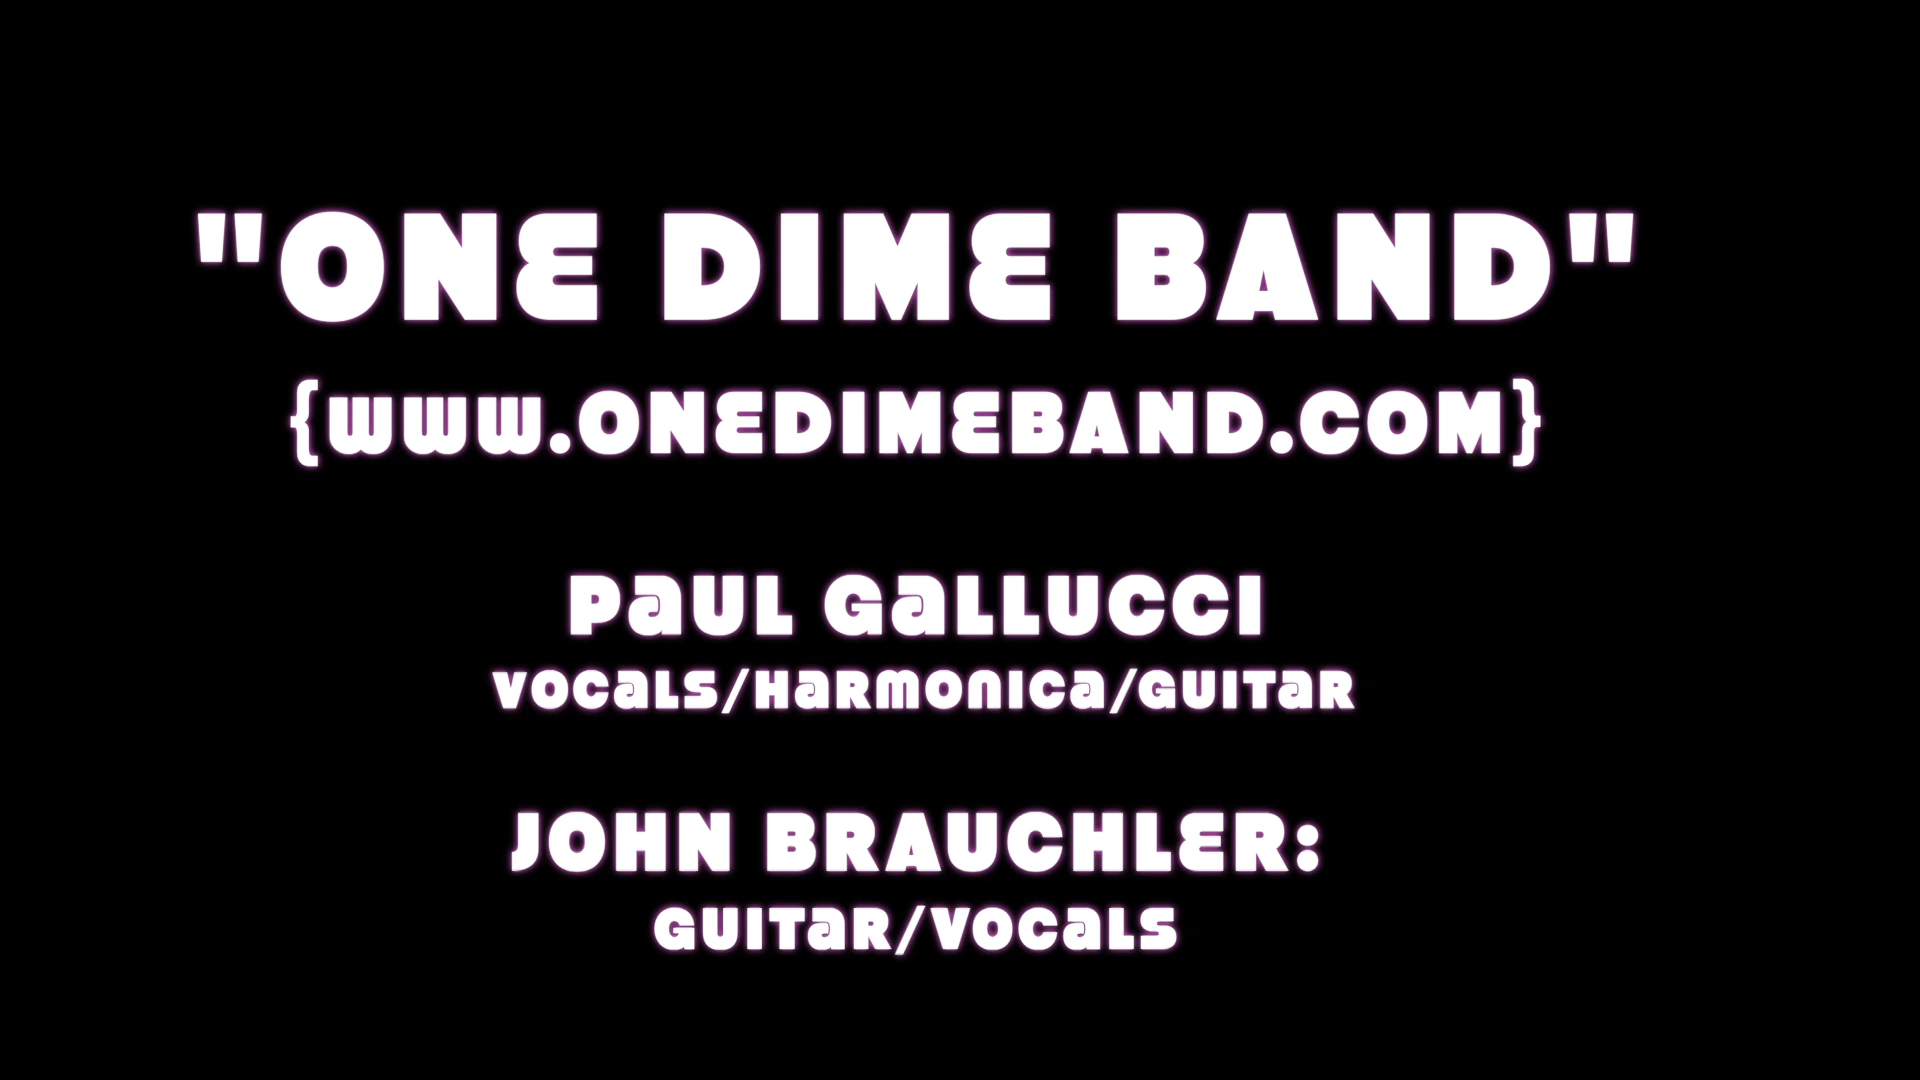 "ONE DIME BAND"
{www.ONEDIMEBAND.COM}
PaUL GaLLUCCI
VOCaLS/HaRmOnICa/GUITaR
JOHN BRAUCHLER:
GUITaR/VOCaLS